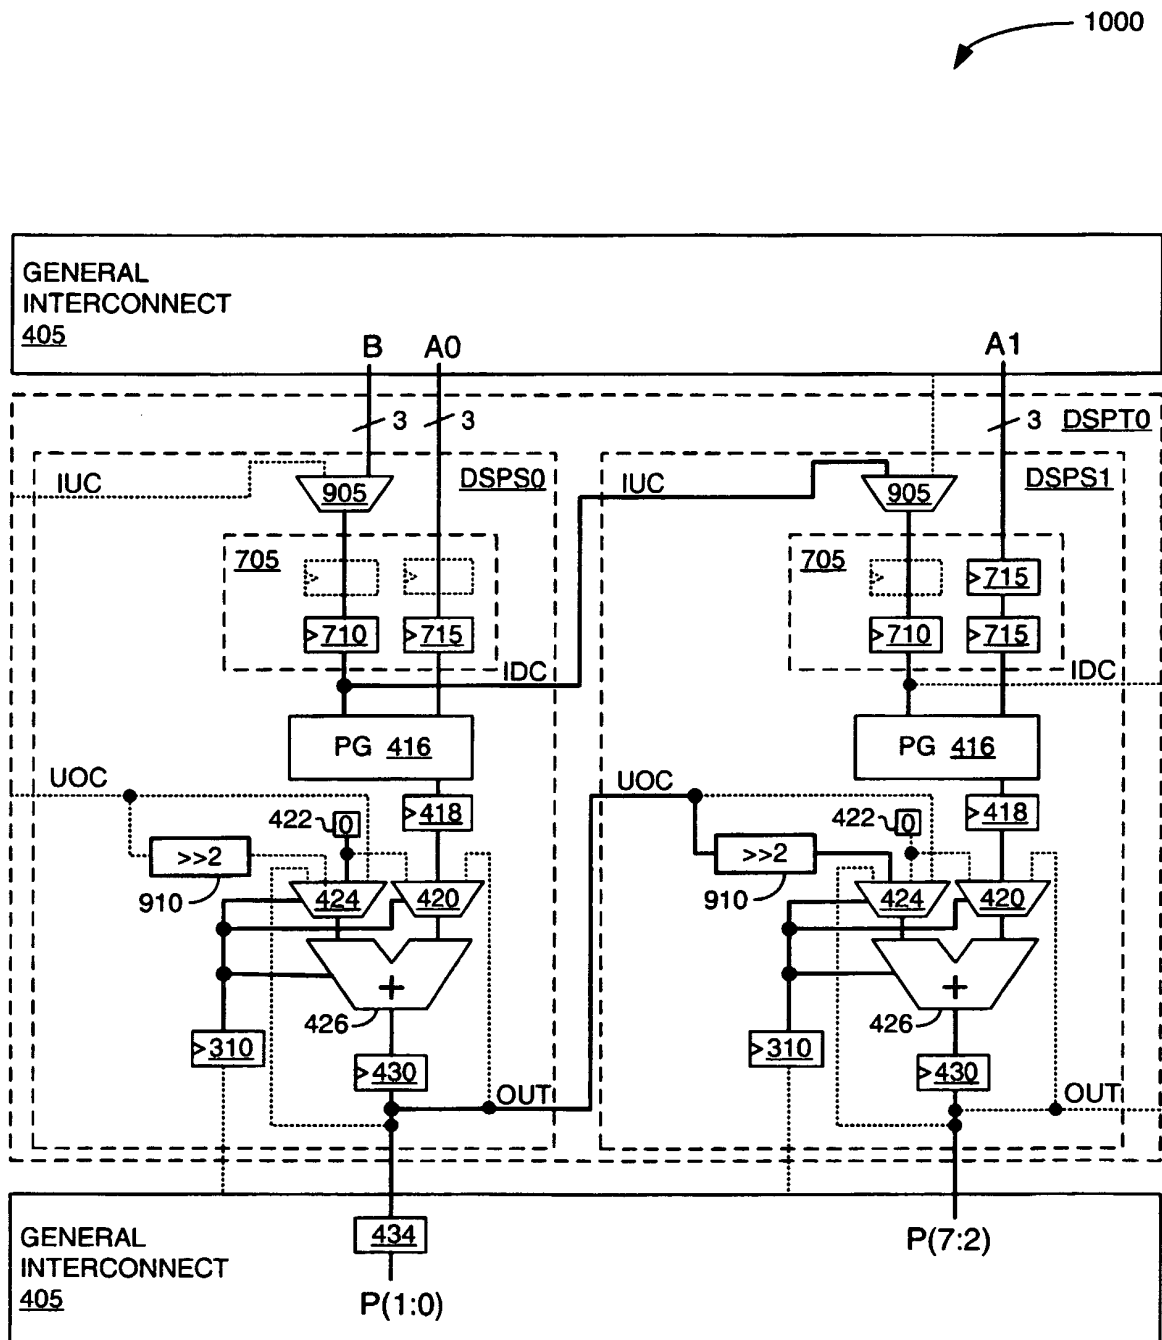 1000
GENERAL
INTERCONNECT
405
B A0 A1
3 3 3 DSPT0
IUC 905 DSPS0 IUC 905 DSPS1
705 705 715
710 715 710 715
IDC IDC
PG 416 PG 416
UOC UOC
422 0 418 422 0 418
>>2 >>2
910 424 420 910 424 420
+ +
426 426
310 310
430 430
OUT OUT
GENERAL
INTERCONNECT
405
434
P(7:2)
P(1:0)